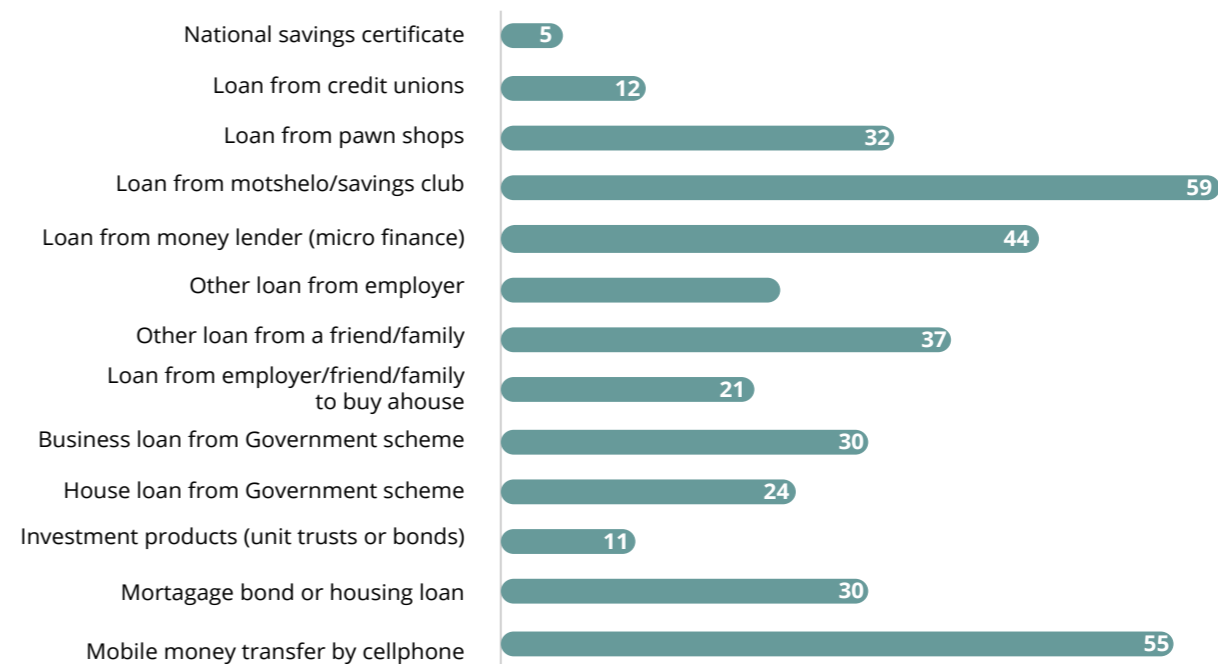 National savings certificate 5
Loan from credit unions 12
Loan from pawn shops 32
Loan from motshelo/savings club 59
Loan from money lender (micro finance) 44
Other loan from employer
Other loan from a friend/family 37
Loan from employer/friend/family
to buy ahouse 21
Business loan from Government scheme 30
House loan from Government scheme 24
Investment products (unit trusts or bonds) 11
Mortagage bond or housing loan 30
Mobile money transfer by cellphone 55